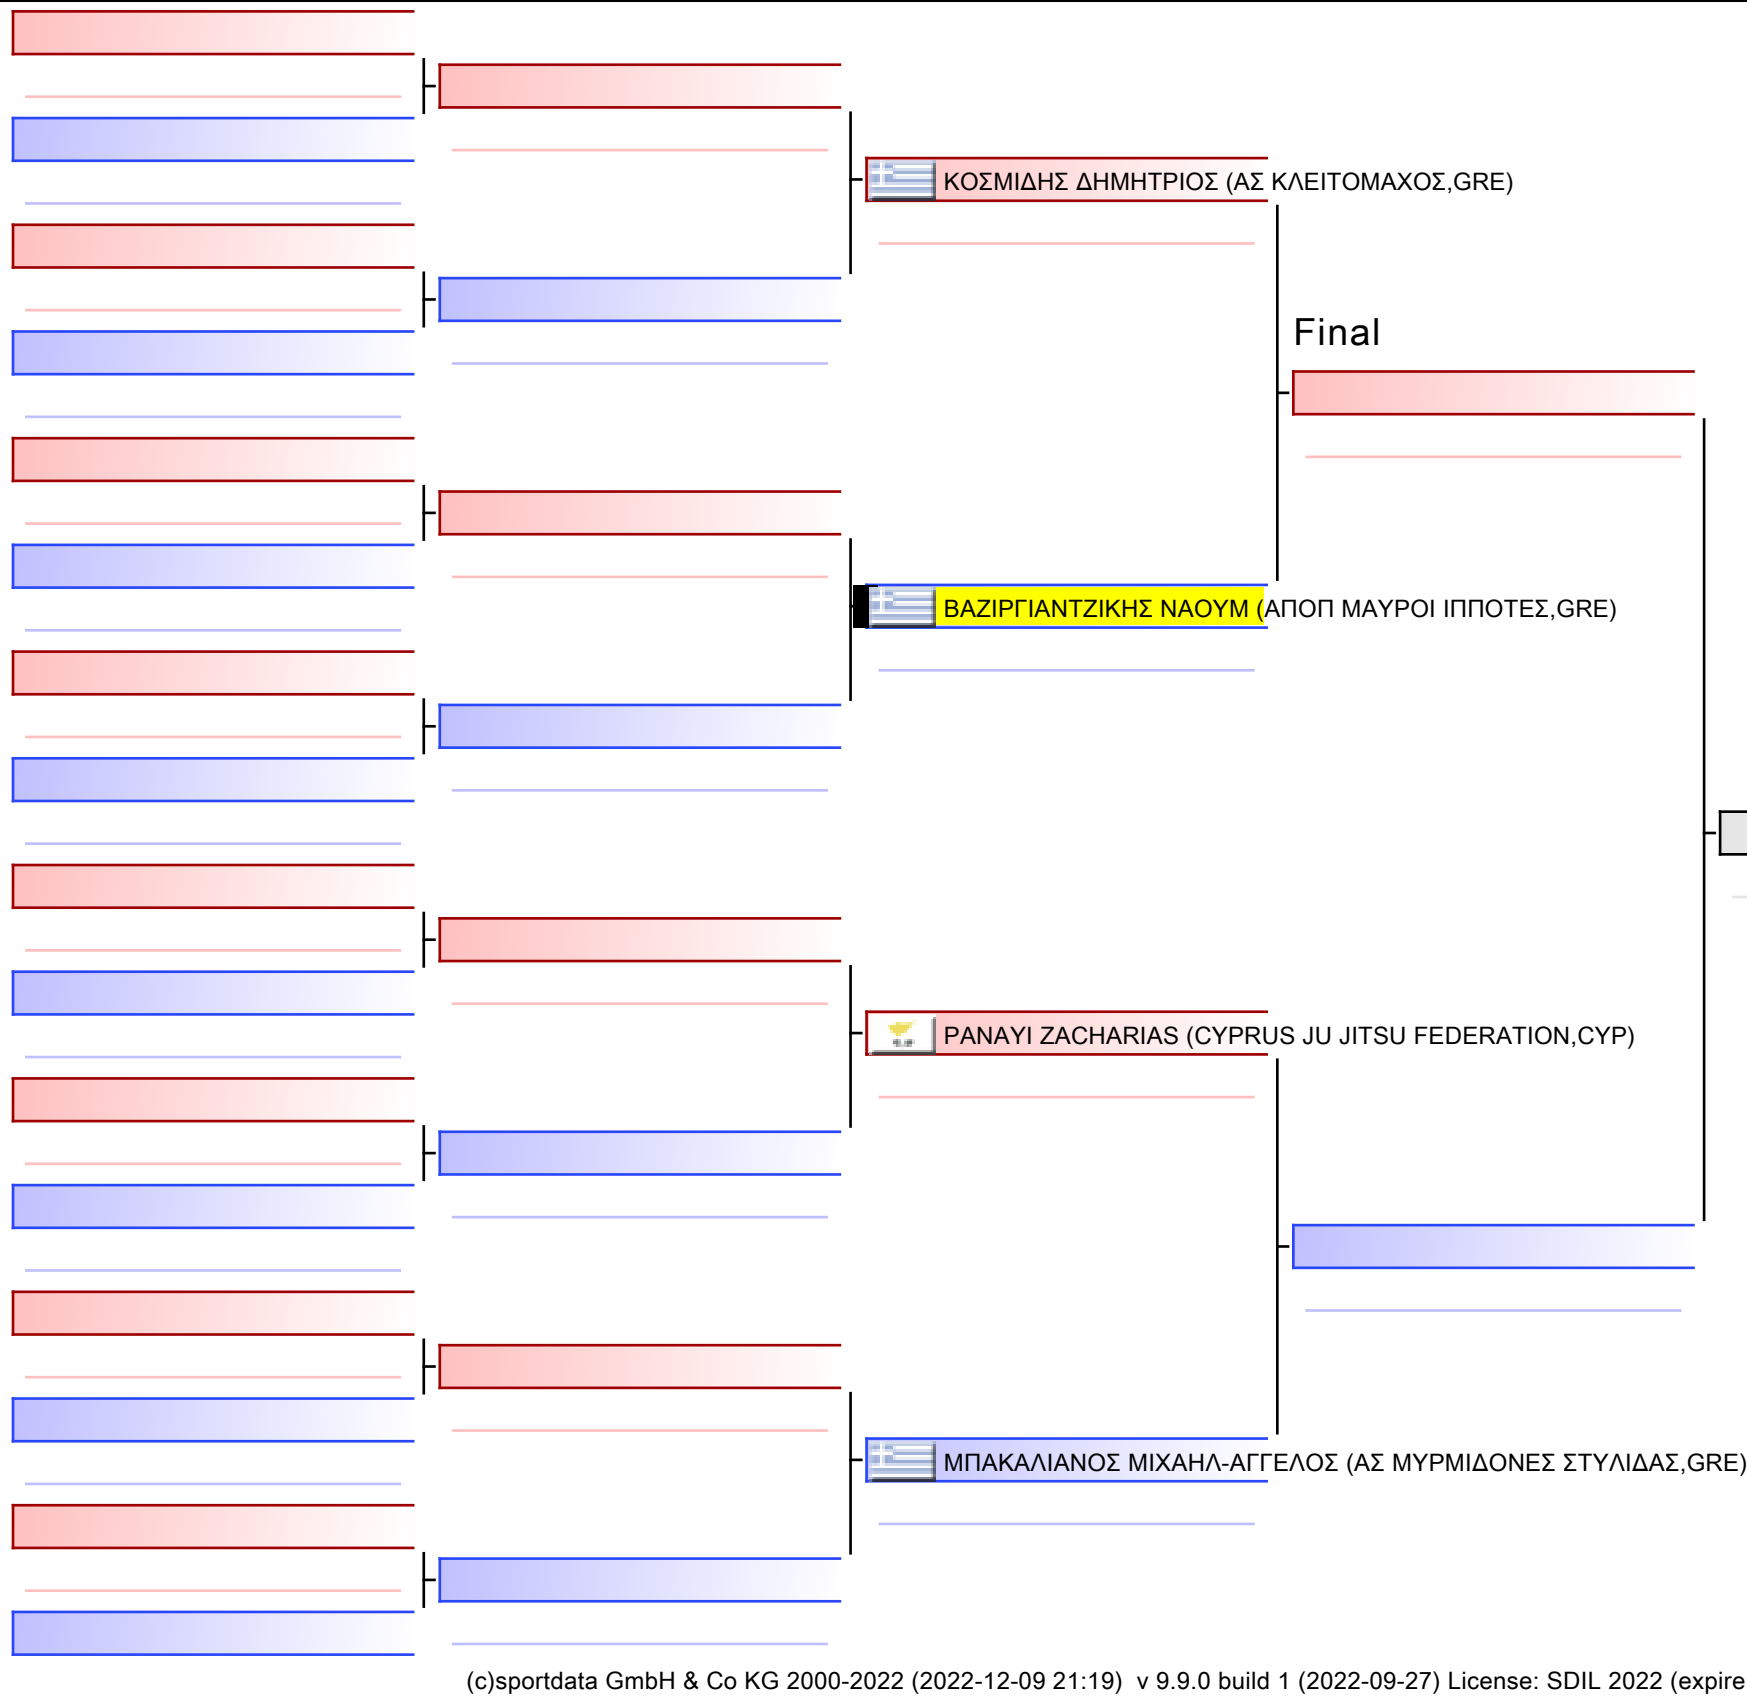 ΚΟΣΜΙΔΗΣ ΔΗΜΗΤΡΙΟΣ (ΑΣ ΚΛΕΙΤΟΜΑΧΟΣ,GRE)
Final
ΒΑΖΙΡΓΙΑΝΤΖΙΚΗΣ ΝΑΟΥΜ (ΑΠΟΠ ΜΑΥΡΟΙ ΙΠΠΟΤΕΣ,GRE)
PANAYI ZACHARIAS (CYPRUS JU JITSU FEDERATION,CYP)
ΜΠΑΚΑΛΙΑΝΟΣ ΜΙΧΑΗΛ-ΑΓΓΕΛΟΣ (ΑΣ ΜΥΡΜΙΔΟΝΕΣ ΣΤΥΛΙΔΑΣ,GRE)
(c)sportdata GmbH & Co KG 2000-2022 (2022-12-09 21:19) v 9.9.0 build 1 (2022-09-27) License: SDIL 2022 (expire